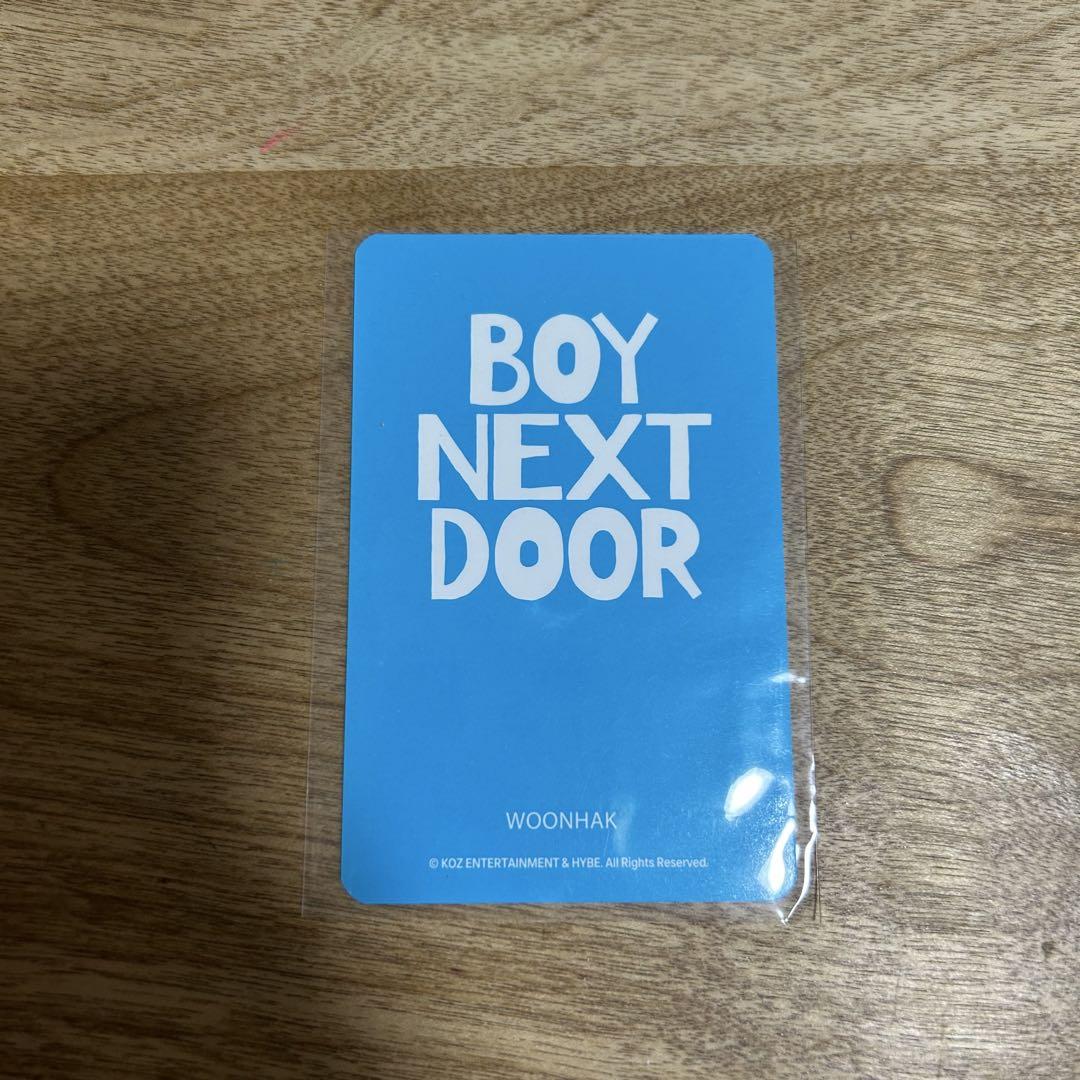 BOY
NEXT
DOOR
WOONHAK
© KOZ ENTERTAINMENT & HYBE. All Rights Reserved.